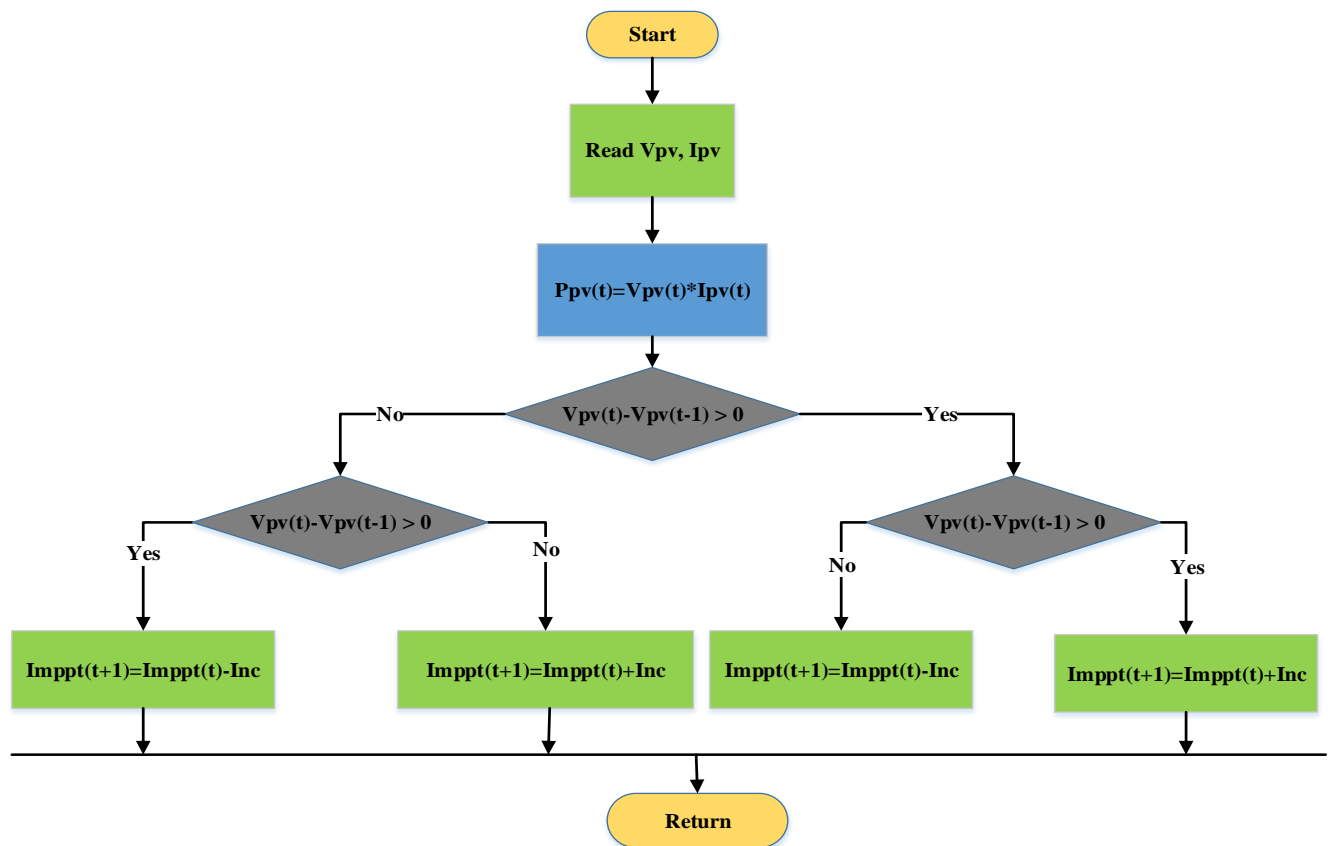 Start
Read Vpv, Ipv
Ppv(t)=Vpv(t)*Ipv(t)
Vpv(t)-Vpv(t-1) > 0
No
Yes
Vpv(t)-Vpv(t-1) > 0
Vpv(t)-Vpv(t-1) > 0
Yes
No
No
Yes
Imppt(t+1)=Imppt(t)-Inc
Imppt(t+1)=Imppt(t)+Inc
Imppt(t+1)=Imppt(t)-Inc
Imppt(t+1)=Imppt(t)+Inc
Return